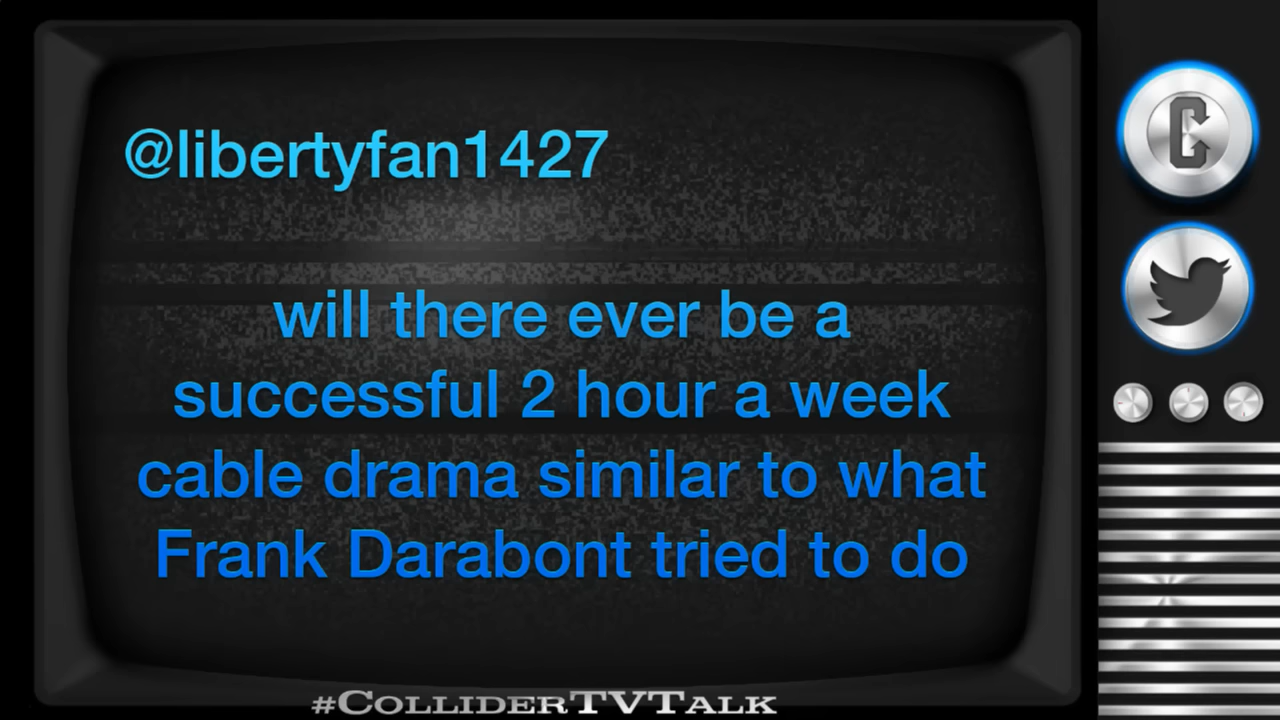 @libertyfan1427
will there ever be a
successful 2 hour a week
cable drama similar to what
Frank Darabont tried to do
#COLLIDERTVTALK